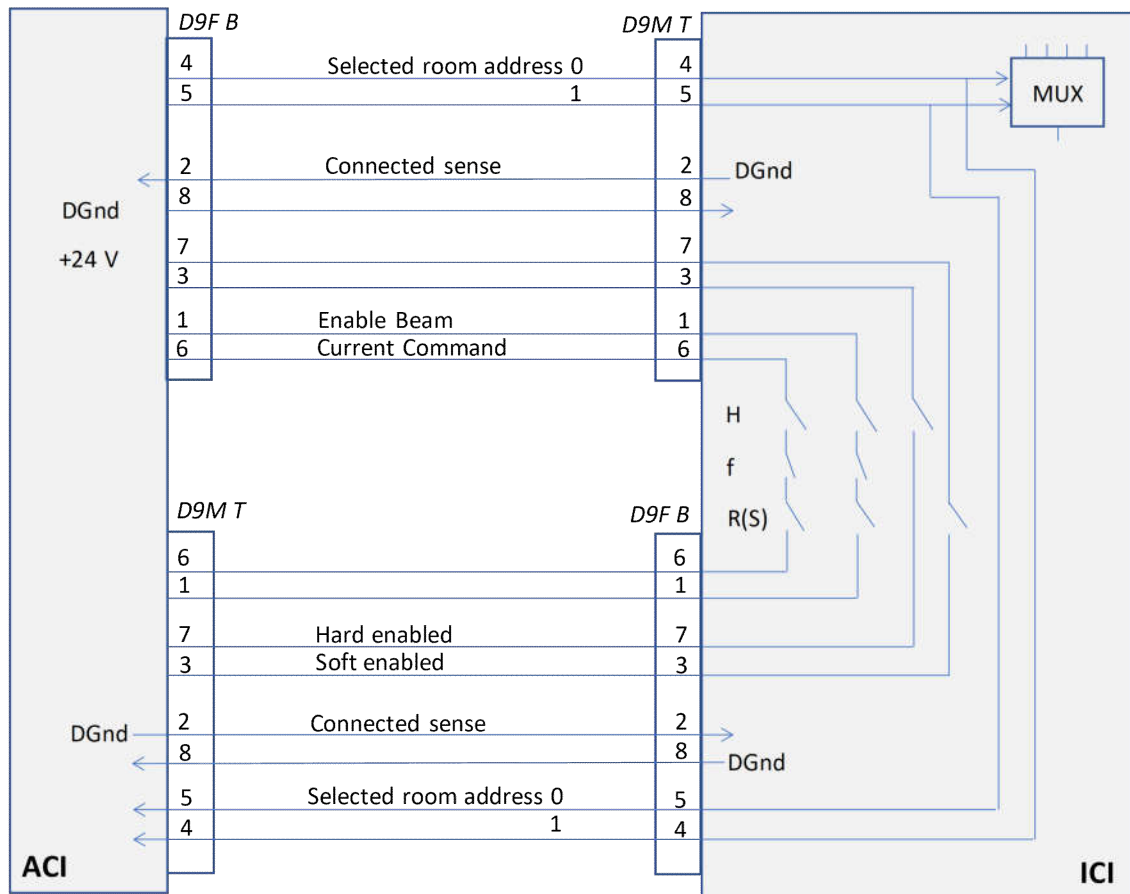 D9F B D9M T
4 Selected room address 0 4
5 1 5
MUX
2 Connected sense 2 DGnd
8 8
DGnd
7 7
+24 V
3 3
1 Enable Beam 1
6 Current Command 6
H
f
R(S)
D9M T D9F B
6 6
1 1
7 Hard enabled 7
3 Soft enabled 3
DGnd 2 Connected sense 2
8 8 DGnd
5 Selected room address 0 5
4 1 4
ACI ICI